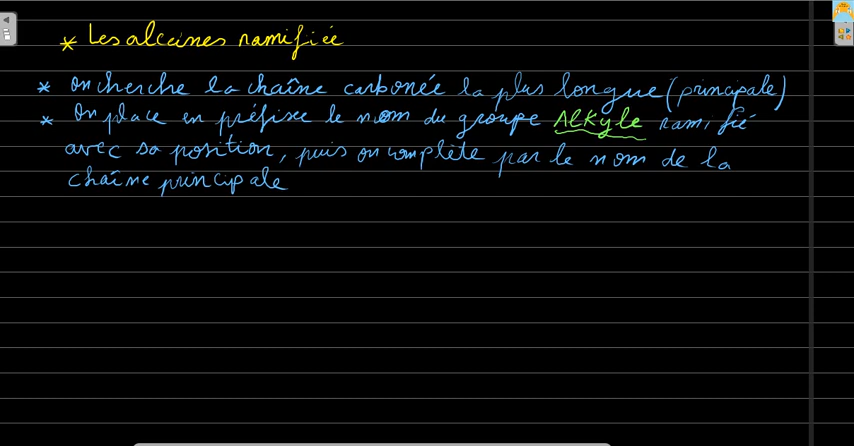 * Les alcanes ramifiée
* on cherche la chaîne carbonée la plus longue (principale)
* On place en préfixe le nom du groupe Alkyle ramifié
avec sa position, puis on complète par le nom de la
chaîne principale